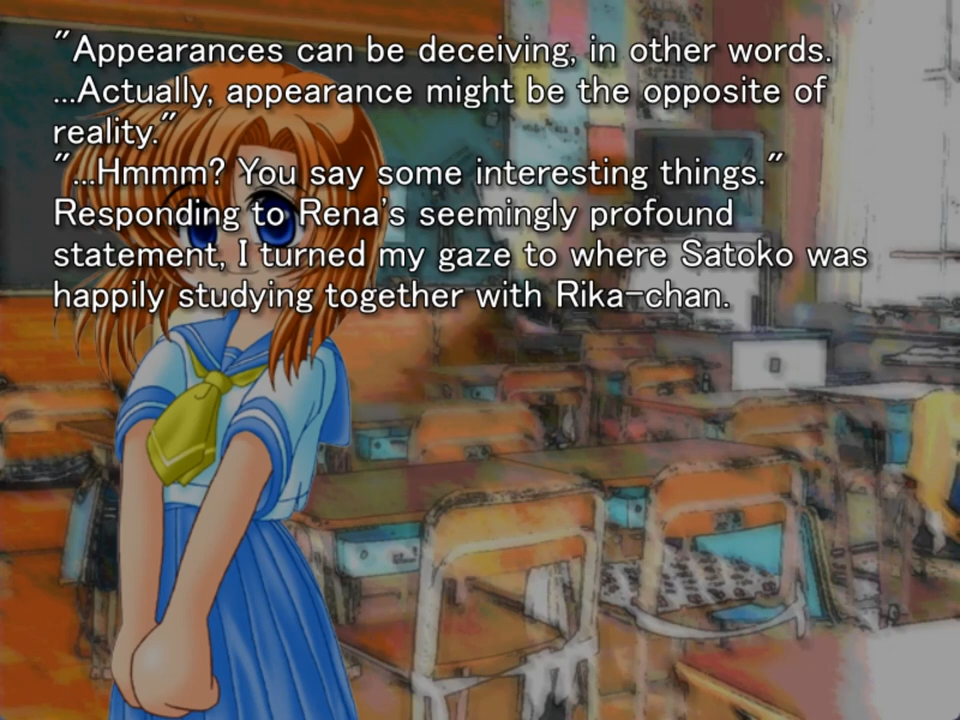 "Appearances can be deceiving, in other words.
...Actually, appearance might be the opposite of
reality."
"...Hmmm? You say some interesting things."
Responding to Rena's seemingly profound
statement, I turned my gaze to where Satoko was
happily studying together with Rika-chan.